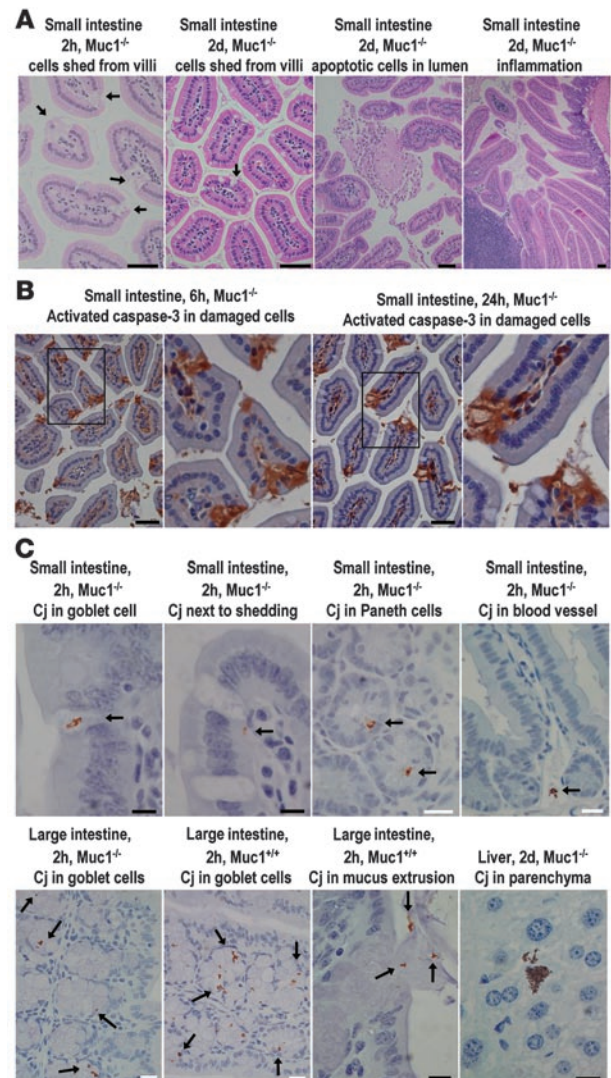 A
Small intestine
2h, Muc1-/-
cells shed from villi
Small intestine
2d, Muc1-/-
cells shed from villi
Small intestine
2d, Muc1-/-
apoptotic cells in lumen
Small intestine
2d, Muc1-/-
inflammation
B
Small intestine, 6h, Muc1-/-
Activated caspase-3 in damaged cells
Small intestine, 24h, Muc1-/-
Activated caspase-3 in damaged cells
C
Small intestine,
2h, Muc1-/-
Cj in goblet cell
Small intestine,
2h, Muc1-/-
Cj next to shedding
Small intestine,
2h, Muc1-/-
Cj in Paneth cells
Small intestine,
2h, Muc1-/-
Cj in blood vessel
Large intestine,
2h, Muc1-/-
Cj in goblet cells
Large intestine,
2h, Muc1+/+
Cj in goblet cells
Large intestine,
2h, Muc1+/+
Cj in mucus extrusion
Liver, 2d, Muc1-/-
Cj in parenchyma